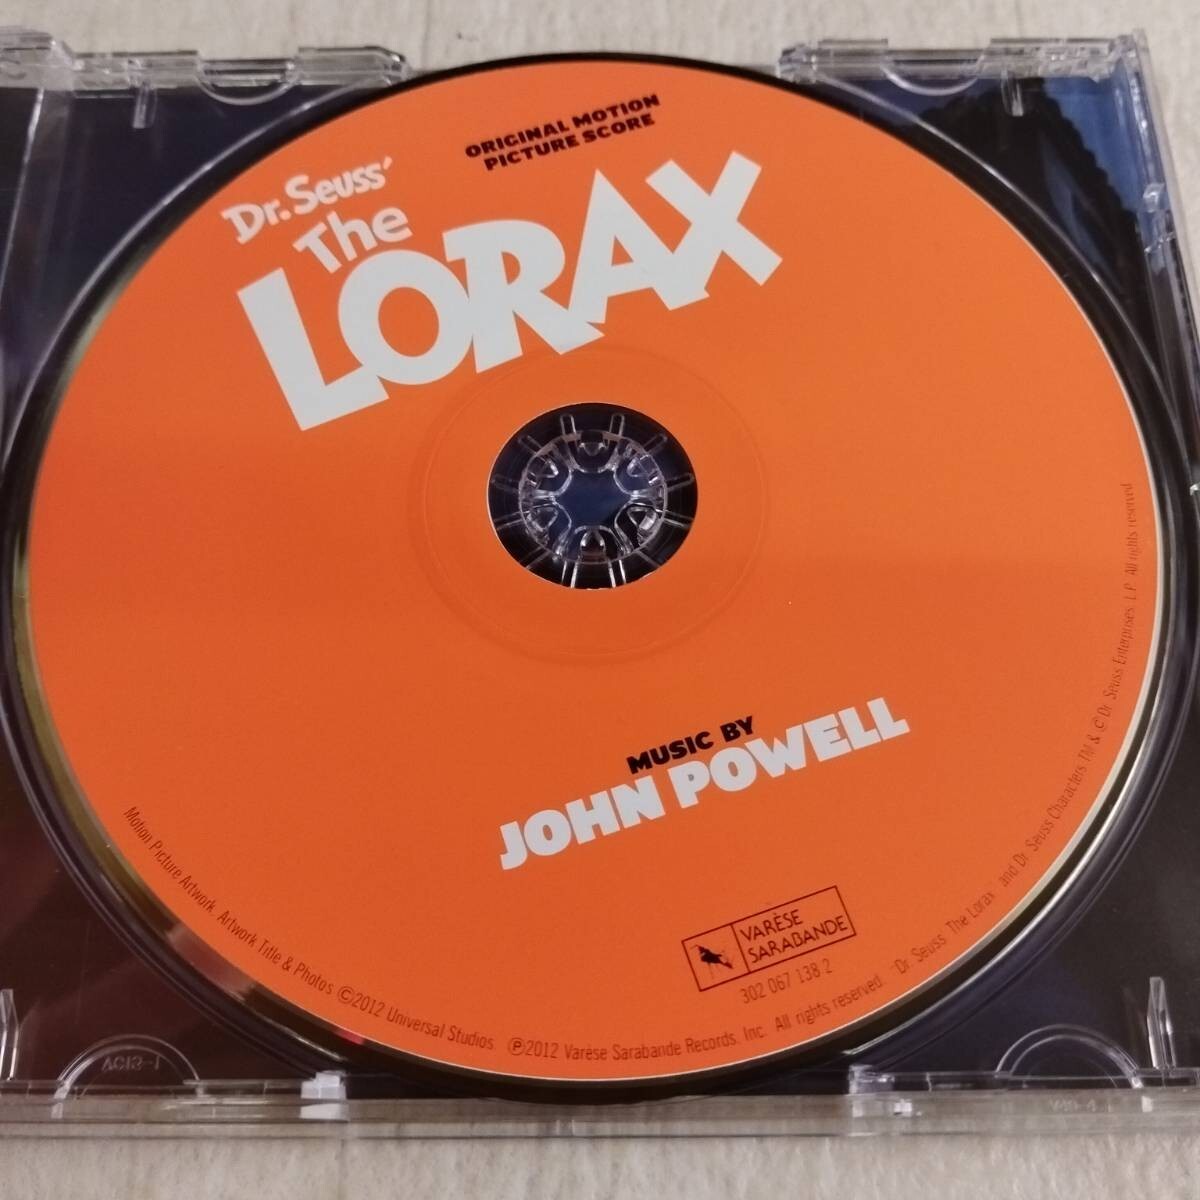 ORIGINAL MOTION
PICTURE SCORE
Dr. Seuss'
The
LORAX
MUSIC BY
JOHN POWELL
VARÈSE
SARABANDE
302 067 138 2
Motion Picture Artwork, Artwork Title & Photos ©2012 Universal Studios. ℗2012 Varèse Sarabande Records, Inc. All rights reserved. Dr. Seuss, The Lorax, and Dr. Seuss Characters TM & © Dr. Seuss Enterprises, L.P. All rights reserved